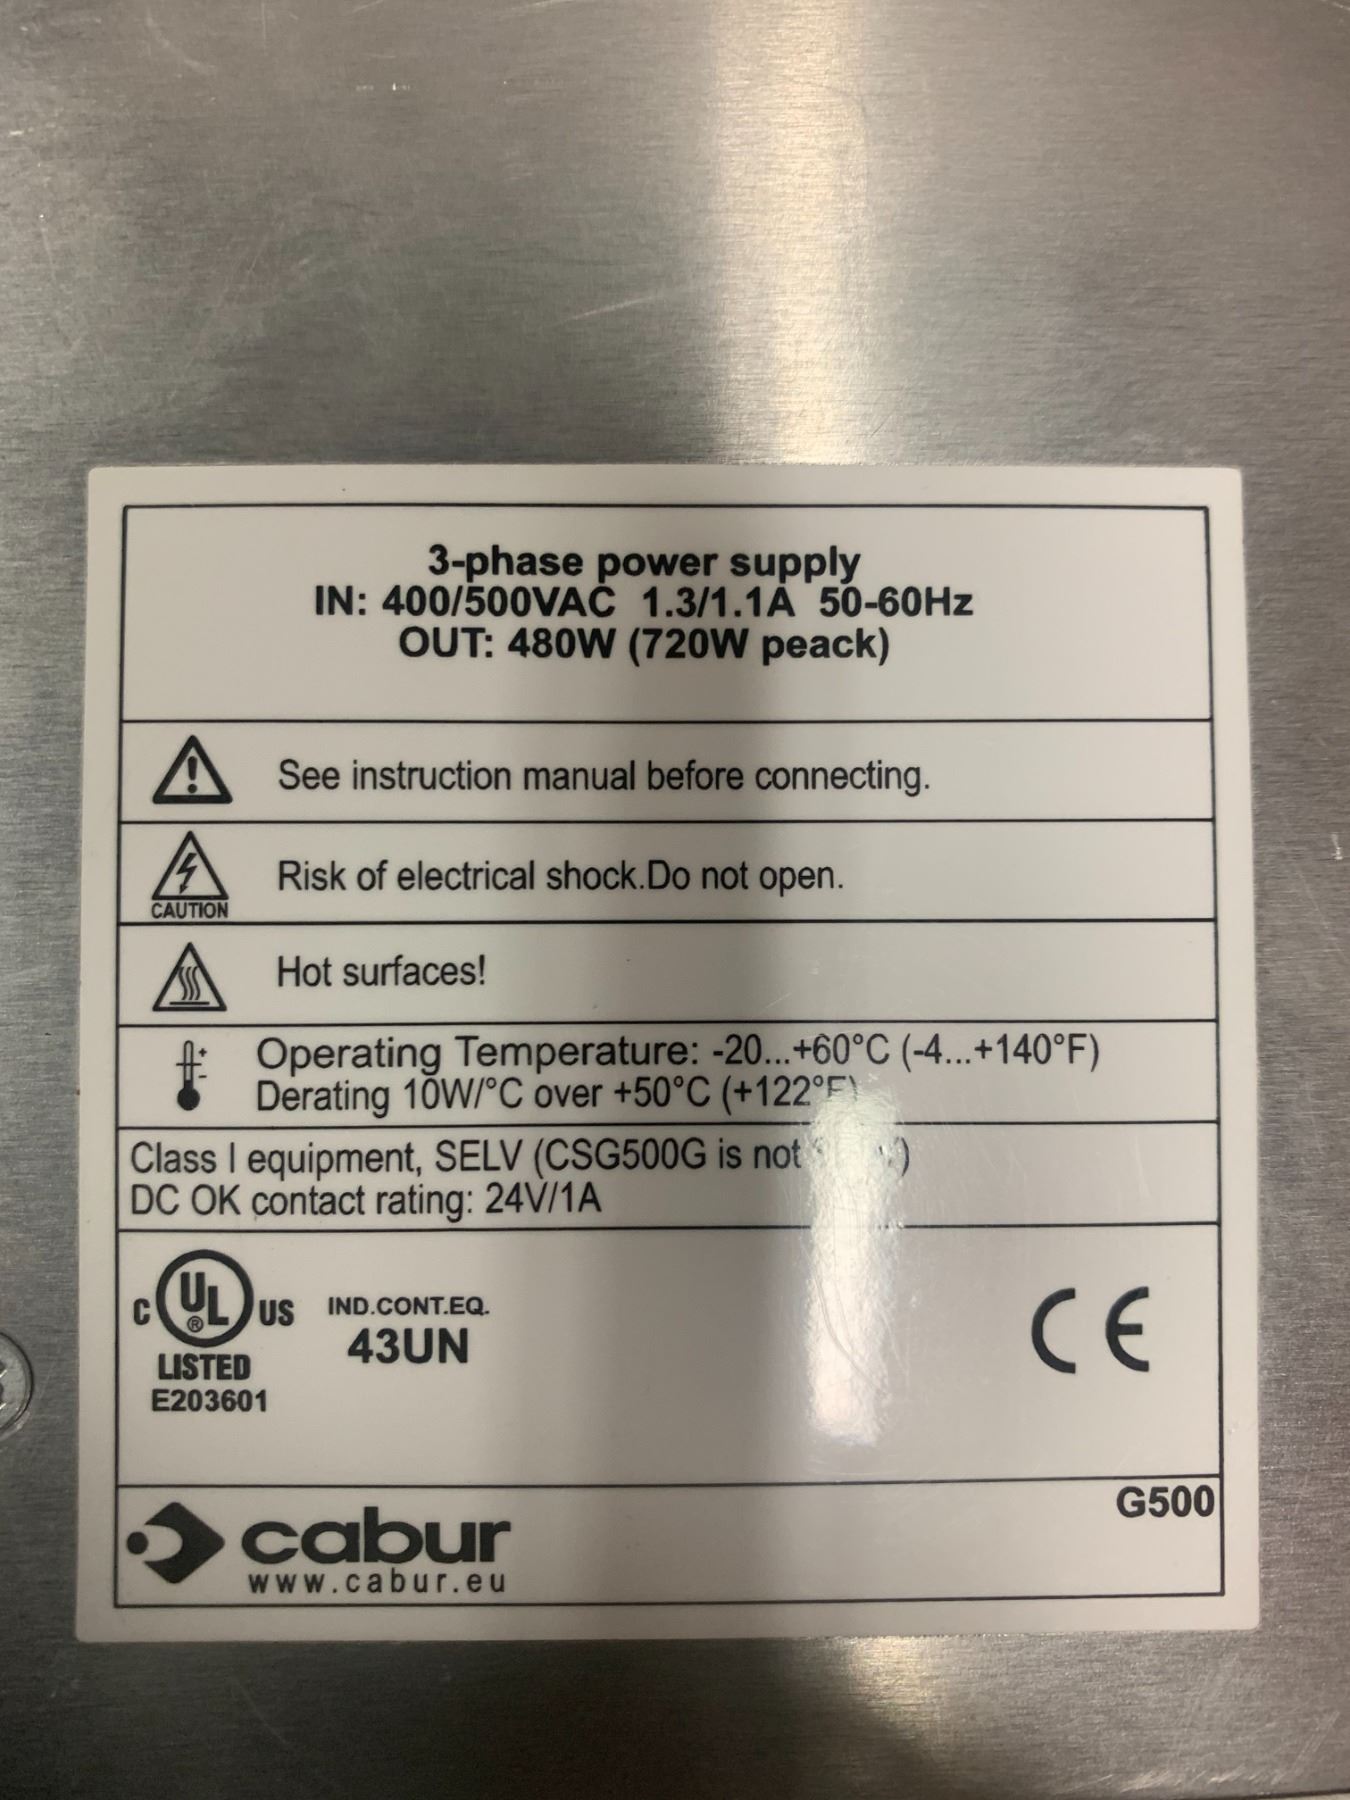 3-phase power supply
IN: 400/500VAC 1.3/1.1A 50-60Hz
OUT: 480W (720W peack)
See instruction manual before connecting.
CAUTION
Risk of electrical shock.Do not open.
Hot surfaces!
Operating Temperature: -20...+60°C (-4...+140°F)
Derating 10W/°C over +50°C (+122°F)
Class I equipment, SELV (CSG500G is not
DC OK contact rating: 24V/1A
C UL® US
LISTED
E203601
IND.CONT.EQ.
43UN
CE
G500
cabur
www.cabur.eu